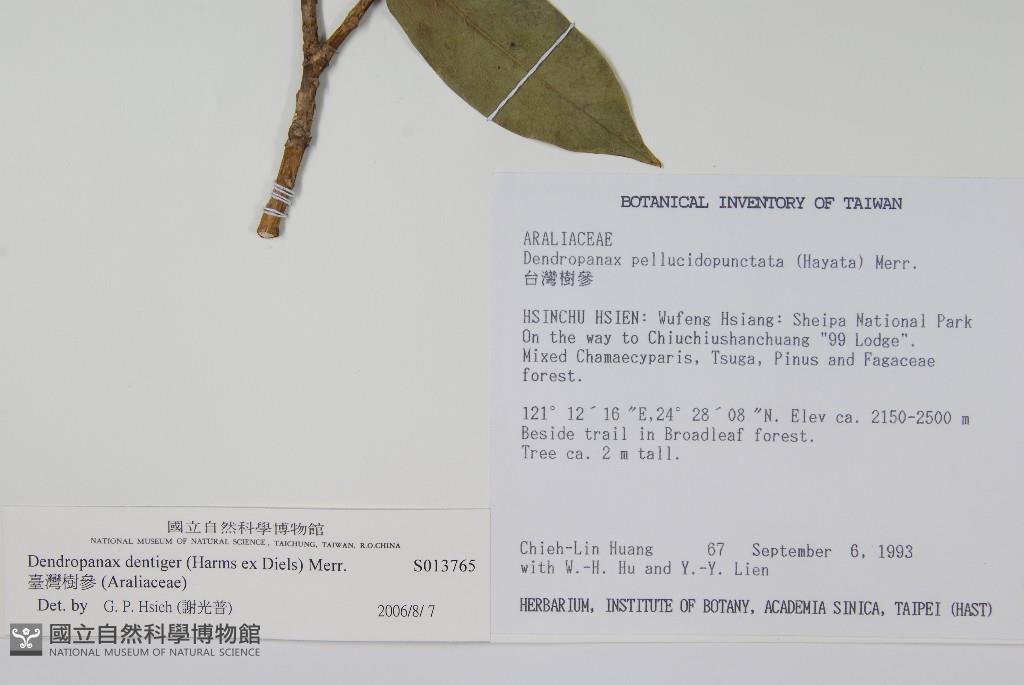 BOTANICAL INVENTORY OF TAIWAN
ARALIACEAE
Dendropanax pellucidopunctata (Hayata) Merr.
台灣樹參
HSINCHU HSIEN: Wufeng Hsiang: Sheipa National Park
On the way to Chiuchiushanchuang "99 Lodge".
Mixed Chamaecyparis, Tsuga, Pinus and Fagaceae
forest.
121° 12´16 ″E,24° 28´08 ″N. Elev ca. 2150-2500 m
Beside trail in Broadleaf forest.
Tree ca. 2 m tall.
Chieh-Lin Huang 67 September 6, 1993
with W.-H. Hu and Y.-Y. Lien
HERBARIUM, INSTITUTE OF BOTANY, ACADEMIA SINICA, TAIPEI (HAST)
國立自然科學博物館
NATIONAL MUSEUM OF NATURAL SCIENCE, TAICHUNG, TAIWAN, R.O.CHINA
Dendropanax dentiger (Harms ex Diels) Merr. S013765
臺灣樹參 (Araliaceae)
Det. by G. P. Hsieh (謝光普) 2006/8/ 7
國立自然科學博物館
NATIONAL MUSEUM OF NATURAL SCIENCE